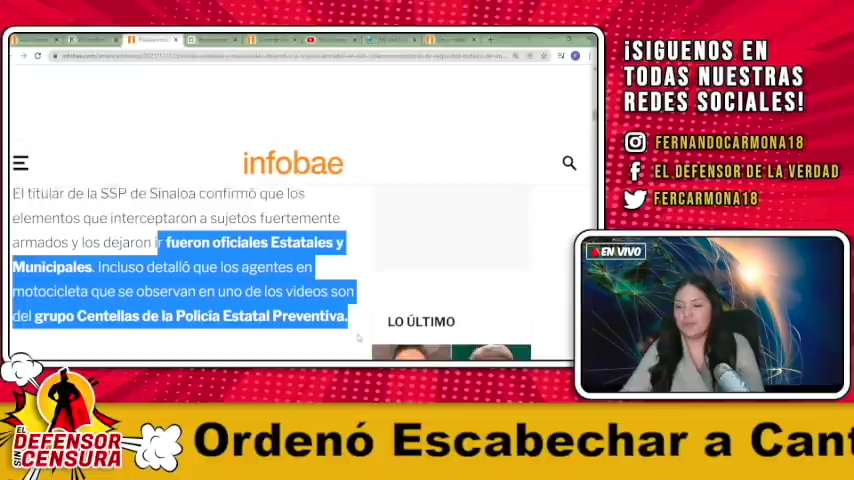 ¡SIGUENOS EN
TODAS NUESTRAS
REDES SOCIALES!
FERNANDOCARMONA18
EL DEFENSOR DE LA VERDAD
FERCARMONA18
infobae
El titular de la SSP de Sinaloa confirmó que los
elementos que interceptaron a sujetos fuertemente
armados y los dejaron ir fueron oficiales Estatales y
Municipales. Incluso detalló que los agentes en
motocicleta que se observan en uno de los videos son
del grupo Centellas de la Policía Estatal Preventiva.
LO ÚLTIMO
EN VIVO
EL
DEFENSOR
SIN
CENSURA
Ordenó Escabechar a Cant